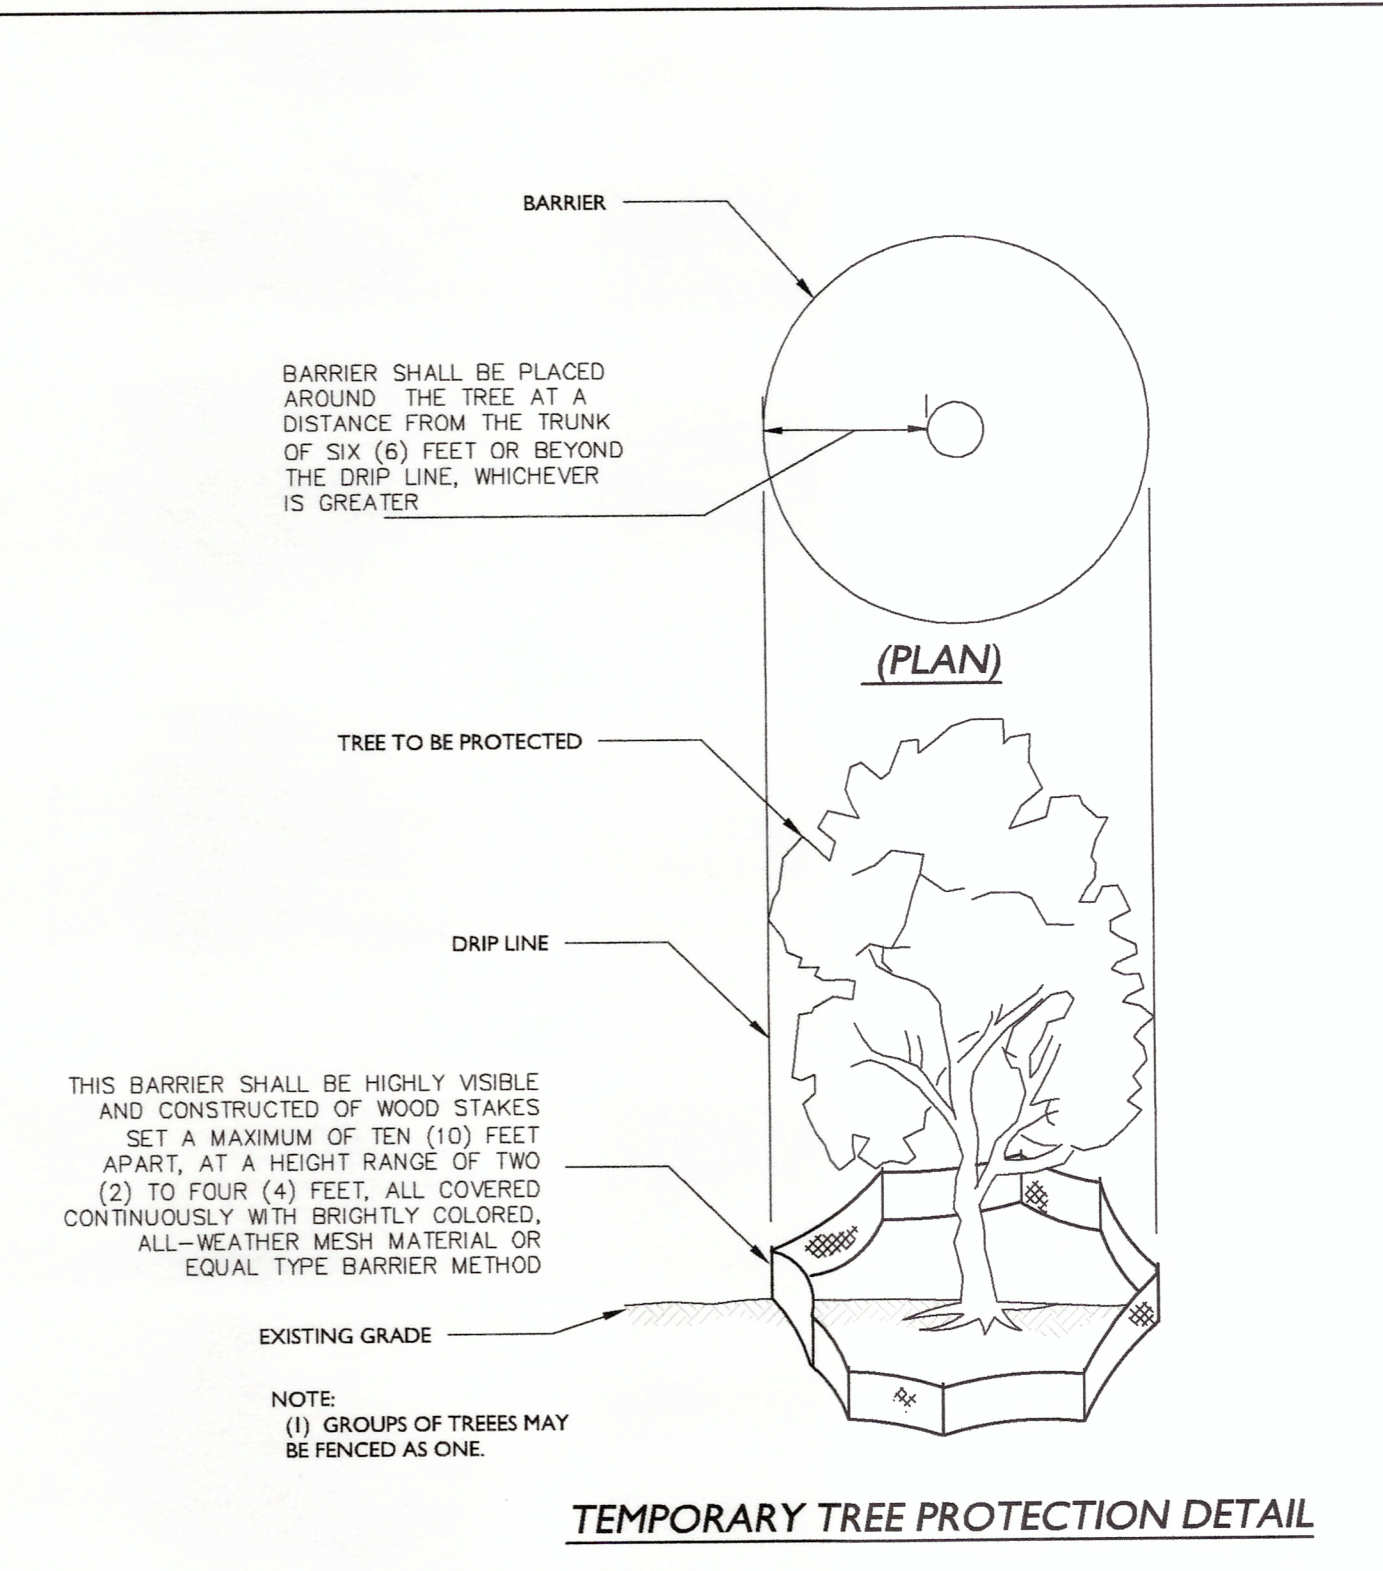 BARRIER
BARRIER SHALL BE PLACED
AROUND THE TREE AT A
DISTANCE FROM THE TRUNK
OF SIX (6) FEET OR BEYOND
THE DRIP LINE, WHICHEVER
IS GREATER
(PLAN)
TREE TO BE PROTECTED
DRIP LINE
THIS BARRIER SHALL BE HIGHLY VISIBLE
AND CONSTRUCTED OF WOOD STAKES
SET A MAXIMUM OF TEN (10) FEET
APART, AT A HEIGHT RANGE OF TWO
(2) TO FOUR (4) FEET, ALL COVERED
CONTINUOUSLY WITH BRIGHTLY COLORED,
ALL-WEATHER MESH MATERIAL OR
EQUAL TYPE BARRIER METHOD
EXISTING GRADE
NOTE:
(1) GROUPS OF TREEES MAY
BE FENCED AS ONE.
TEMPORARY TREE PROTECTION DETAIL